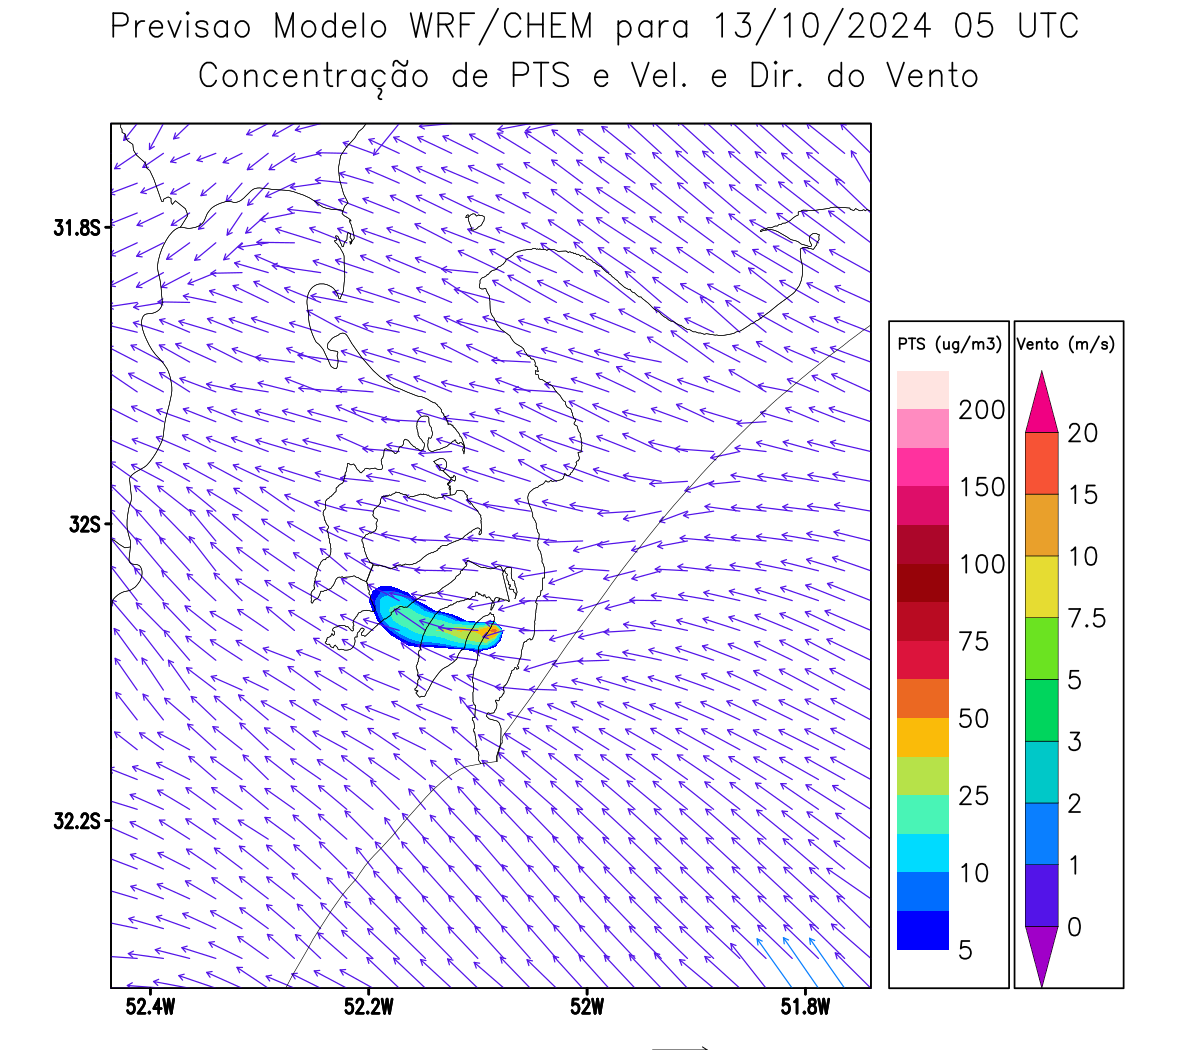 Previsao Modelo WRF/CHEM para 13/10/2024 05 UTC
Concentração de PTS e Vel. e Dir. do Vento
31.8S
32S
32.2S
52.4W
52.2W
52W
51.8W
PTS (ug/m3)
200
150
100
75
50
25
10
5
Vento (m/s)
20
15
10
7.5
5
3
2
1
0